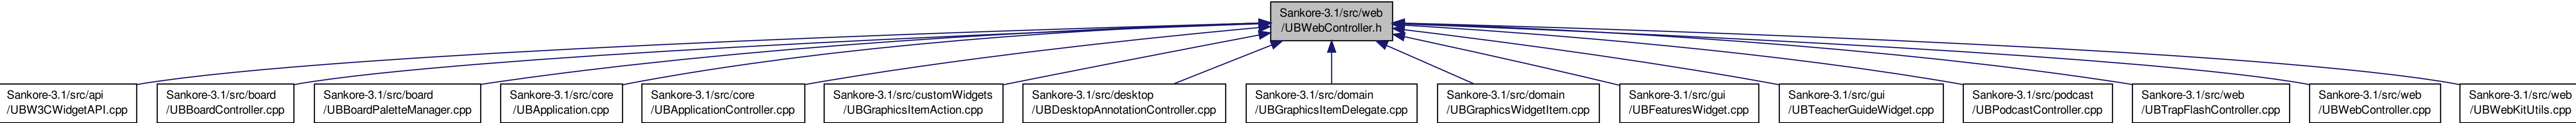 Sankore-3.1/src/web
/UBWebController.h
Sankore-3.1/src/api
/UBW3CWidgetAPI.cpp
Sankore-3.1/src/board
/UBBoardController.cpp
Sankore-3.1/src/board
/UBBoardPaletteManager.cpp
Sankore-3.1/src/core
/UBApplication.cpp
Sankore-3.1/src/core
/UBApplicationController.cpp
Sankore-3.1/src/customWidgets
/UBGraphicsItemAction.cpp
Sankore-3.1/src/desktop
/UBDesktopAnnotationController.cpp
Sankore-3.1/src/domain
/UBGraphicsItemDelegate.cpp
Sankore-3.1/src/domain
/UBGraphicsWidgetItem.cpp
Sankore-3.1/src/gui
/UBFeaturesWidget.cpp
Sankore-3.1/src/gui
/UBTeacherGuideWidget.cpp
Sankore-3.1/src/podcast
/UBPodcastController.cpp
Sankore-3.1/src/web
/UBTrapFlashController.cpp
Sankore-3.1/src/web
/UBWebController.cpp
Sankore-3.1/src/web
/UBWebKitUtils.cpp